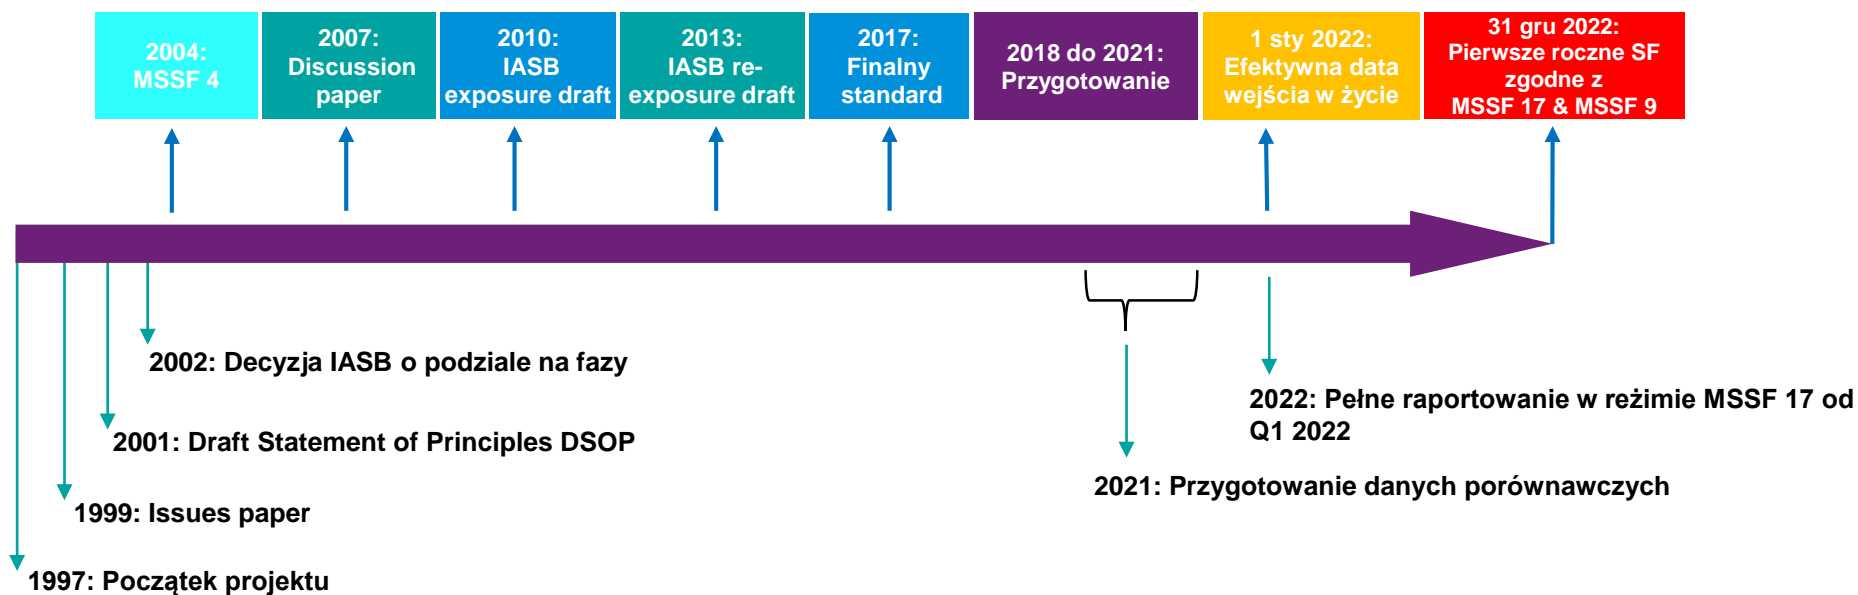 2004:
MSSF 4
2007:
Discussion
paper
2010:
IASB
exposure draft
2013:
IASB re-
exposure draft
2017:
Finalny
standard
2018 do 2021:
Przygotowanie
1 sty 2022:
Efektywna data
wejścia w życie
31 gru 2022:
Pierwsze roczne SF
zgodne z
MSSF 17 & MSSF 9
2002: Decyzja IASB o podziale na fazy
2001: Draft Statement of Principles DSOP
1999: Issues paper
1997: Początek projektu
2022: Pełne raportowanie w reżimie MSSF 17 od
Q1 2022
2021: Przygotowanie danych porównawczych